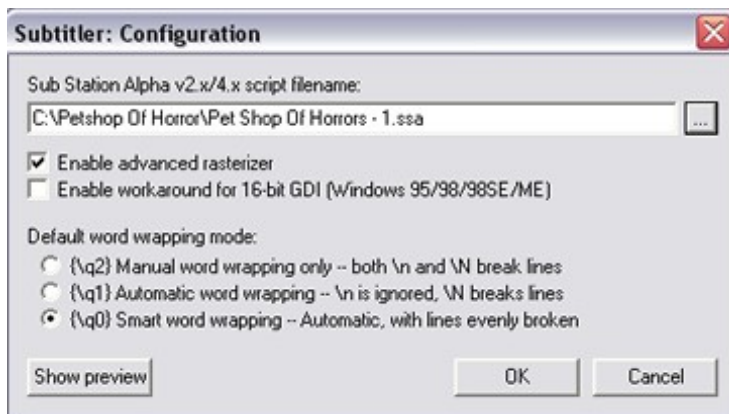 Subtitler: Configuration
Sub Station Alpha v2.x/4.x script filename:
C:\Petshop Of Horror\Pet Shop Of Horrors - 1.ssa
...
Enable advanced rasterizer
Enable workaround for 16-bit GDI (Windows 95/98/98SE/ME)
Default word wrapping mode:
{\q2} Manual word wrapping only -- both \n and \N break lines
{\q1} Automatic word wrapping -- \n is ignored, \N breaks lines
{\q0} Smart word wrapping -- Automatic, with lines evenly broken
Show preview OK Cancel